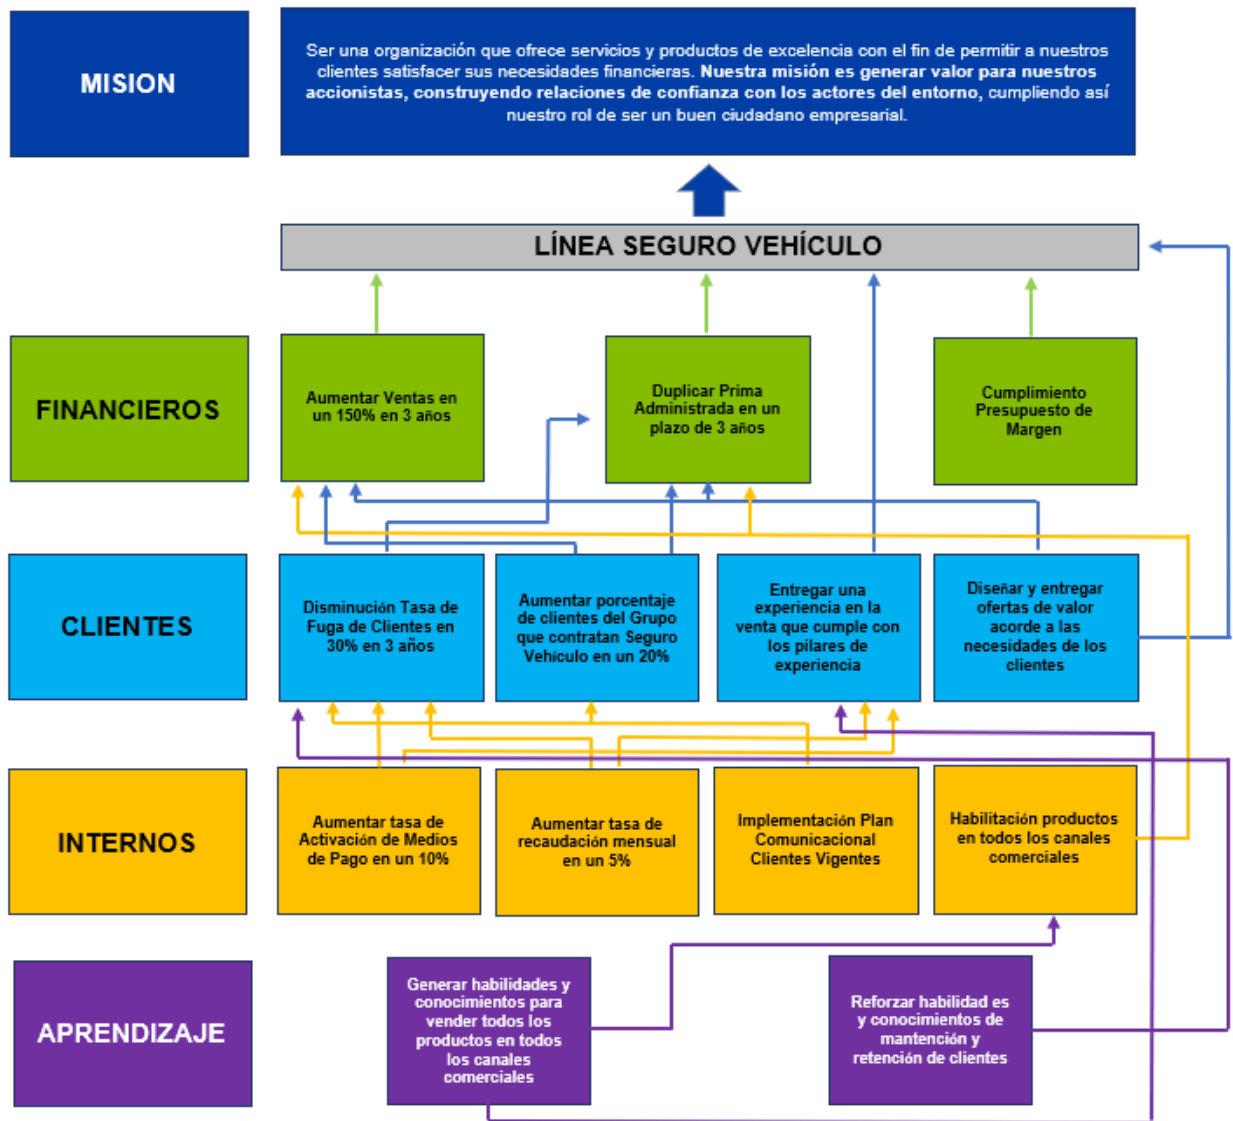 MISION
Ser una organización que ofrece servicios y productos de excelencia con el fin de permitir a nuestros
clientes satisfacer sus necesidades financieras. Nuestra misión es generar valor para nuestros
accionistas, construyendo relaciones de confianza con los actores del entorno, cumpliendo así
nuestro rol de ser un buen ciudadano empresarial.
LÍNEA SEGURO VEHÍCULO
FINANCIEROS
Aumentar Ventas en
un 150% en 3 años
Duplicar Prima
Administrada en un
plazo de 3 años
Cumplimiento
Presupuesto de
Margen
CLIENTES
Disminución Tasa de
Fuga de Clientes en
30% en 3 años
Aumentar porcentaje
de clientes del Grupo
que contratan Seguro
Vehículo en un 20%
Entregar una
experiencia en la
venta que cumple con
los pilares de
experiencia
Diseñar y entregar
ofertas de valor
acorde a las
necesidades de los
clientes
INTERNOS
Aumentar tasa de
Activación de Medios
de Pago en un 10%
Aumentar tasa de
recaudación mensual
en un 5%
Implementación Plan
Comunicacional
Clientes Vigentes
Habilitación productos
en todos los canales
comerciales
APRENDIZAJE
Generar habilidades y
conocimientos para
vender todos los
productos en todos
los canales
comerciales
Reforzar habilidad es
y conocimientos de
mantención y
retención de clientes